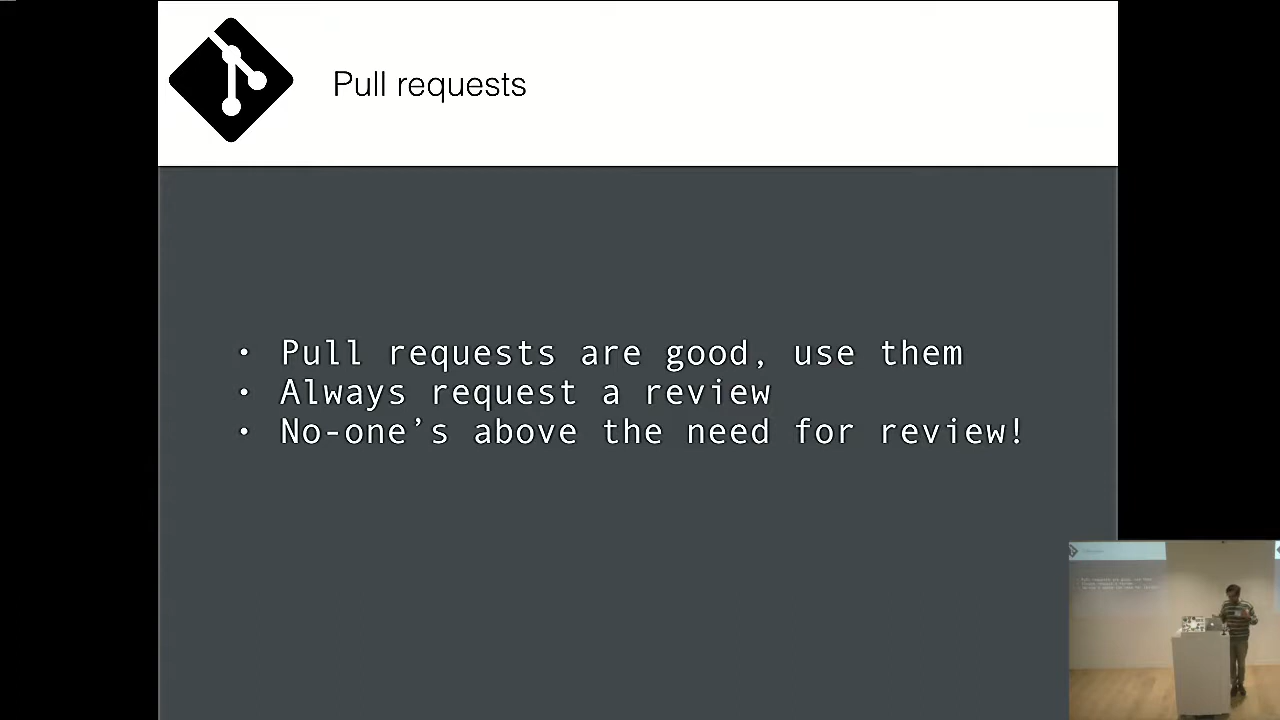 Pull requests
• Pull requests are good, use them
• Always request a review
• No-one’s above the need for review!